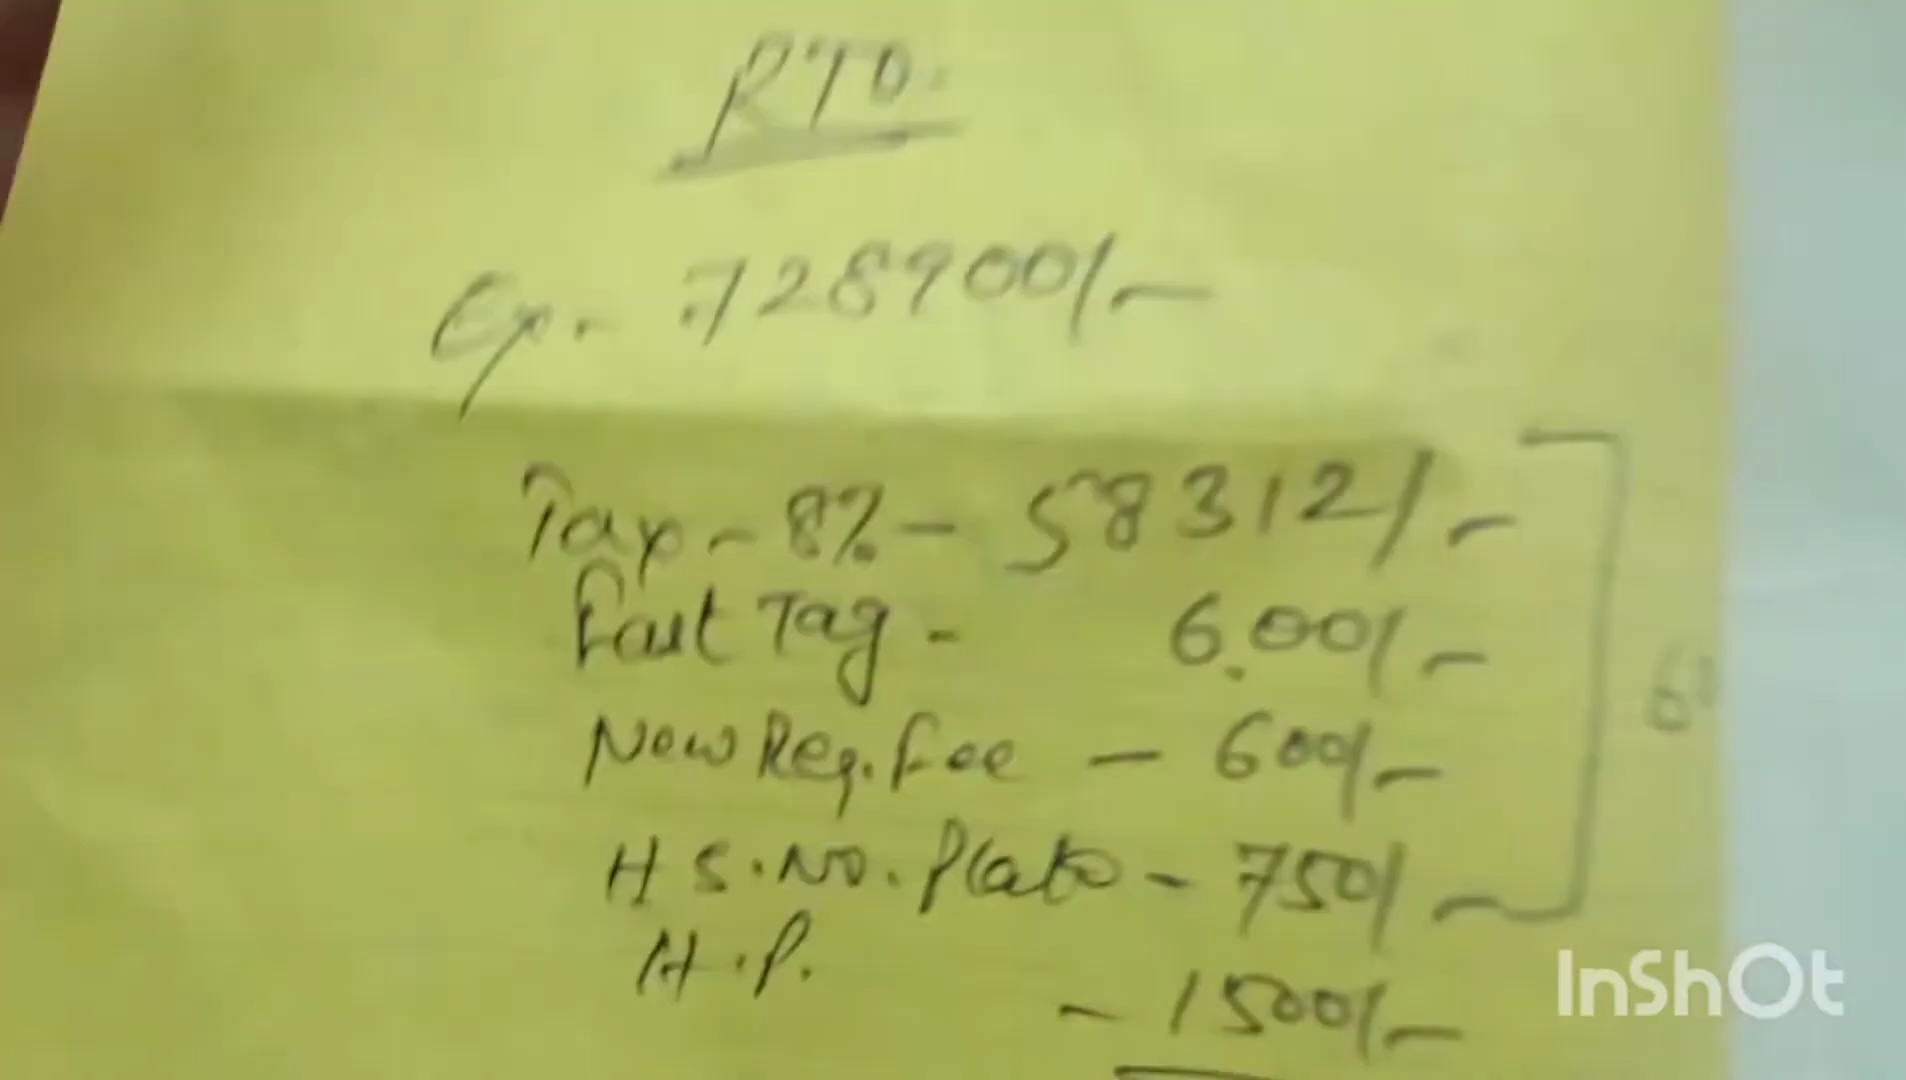 RTO.
Ex. - 728900/-
Tax - 8% - 58312/-
Fast Tag - 600/-
New Reg. Fee - 600/-
H S. No. Plate - 750/-
H.P. - 1500/-
InShOt